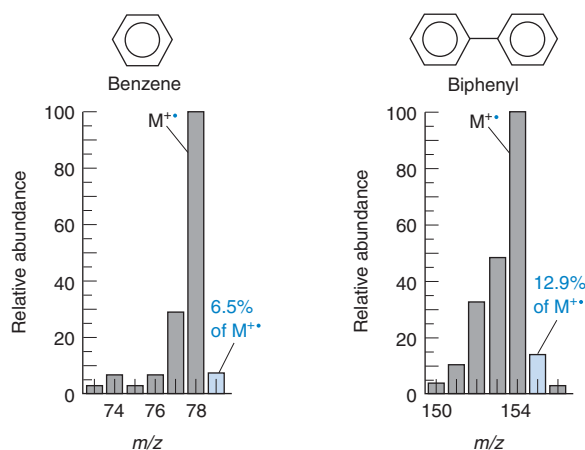 Benzene
Biphenyl
M+•
6.5%
of M+•
Relative abundance
100
80
60
40
20
0
74 76 78
m/z
M+•
12.9%
of M+•
Relative abundance
100
80
60
40
20
0
150 154
m/z